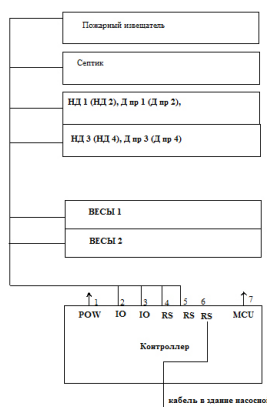 Пожарный извещатель
Септик
НД 1 (НД 2), Д пр 1 (Д пр 2),
НД 3 (НД 4), Д пр 3 (Д пр 4)
ВЕСЫ 1
ВЕСЫ 2
1 2 3 4 5 6 7
POW IO IO RS RS RS MCU
Контроллер
кабель в здание насосной